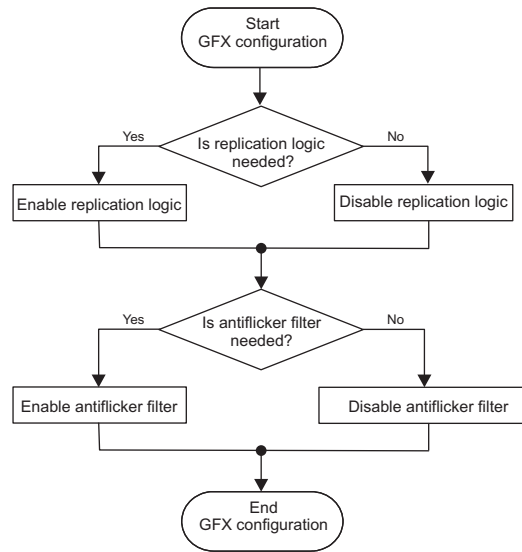 Start
GFX configuration
Is replication logic
needed?
Yes
No
Enable replication logic
Disable replication logic
Is antiflicker filter
needed?
Yes
No
Enable antiflicker filter
Disable antiflicker filter
End
GFX configuration